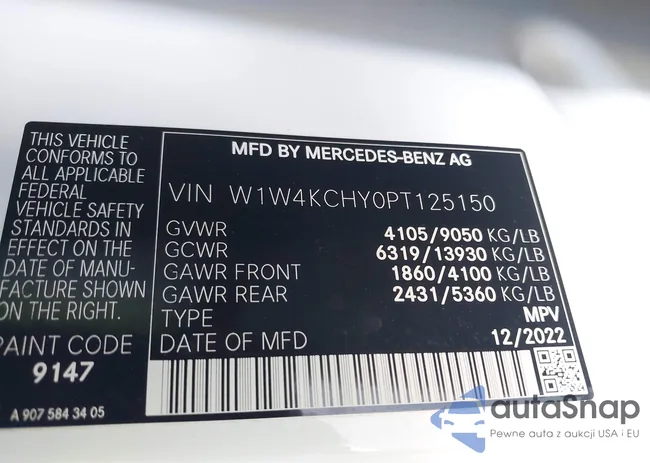 THIS VEHICLE
CONFORMS TO
ALL APPLICABLE
FEDERAL
VEHICLE SAFETY
STANDARDS IN
EFFECT ON THE
DATE OF MANU-
FACTURE SHOWN
ON THE RIGHT.
PAINT CODE
9147
A 907 584 34 05
MFD BY MERCEDES-BENZ AG
VIN W1W4KCHY0PT125150
GVWR 4105/9050 KG/LB
GCWR 6319/13930 KG/LB
GAWR FRONT 1860/4100 KG/LB
GAWR REAR 2431/5360 KG/LB
TYPE MPV
DATE OF MFD 12/2022
autaSnap
Pewne auta z aukcji USA i EU